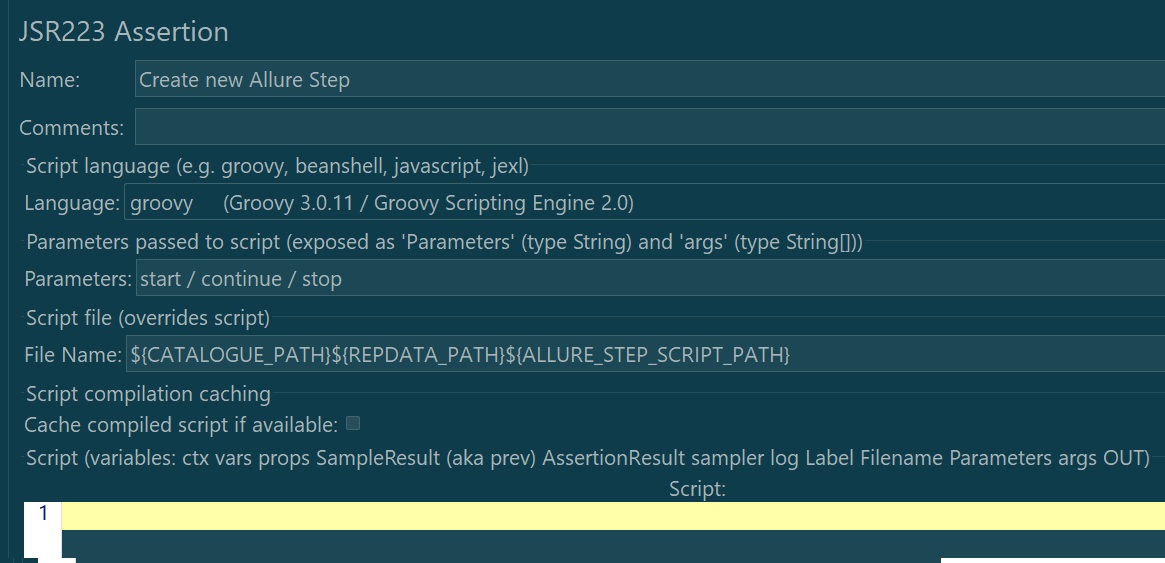 JSR223 Assertion
Name: Create new Allure Step
Comments:
Script language (e.g. groovy, beanshell, javascript, jexl)
Language: groovy (Groovy 3.0.11 / Groovy Scripting Engine 2.0)
Parameters passed to script (exposed as 'Parameters' (type String) and 'args' (type String[]))
Parameters: start / continue / stop
Script file (overrides script)
File Name: ${CATALOGUE_PATH}${REPDATA_PATH}${ALLURE_STEP_SCRIPT_PATH}
Script compilation caching
Cache compiled script if available:
Script (variables: ctx vars props SampleResult (aka prev) AssertionResult sampler log Label Filename Parameters args OUT)
Script:
1